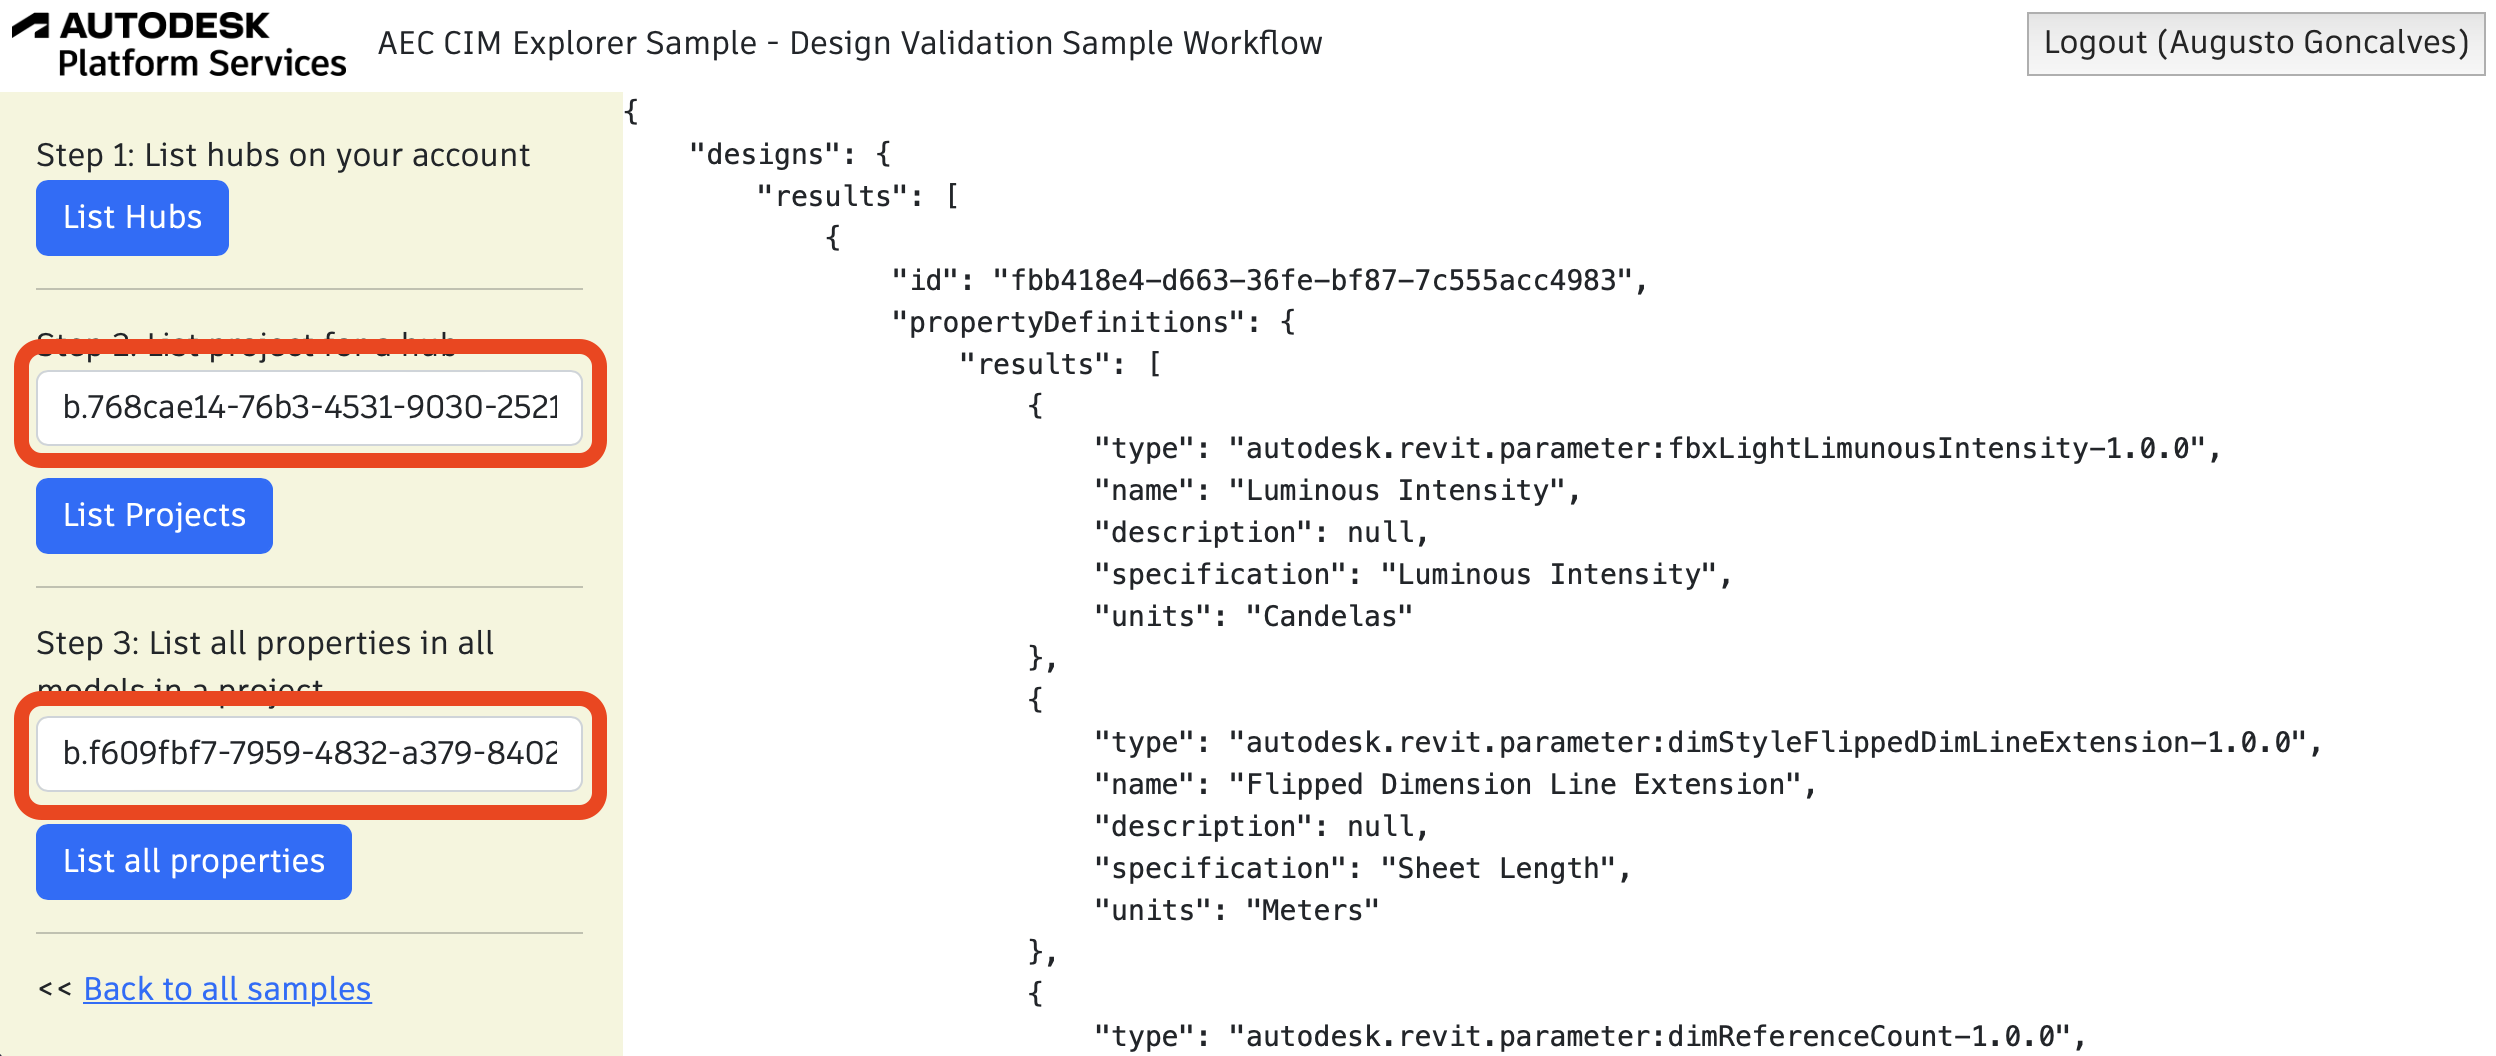 AUTODESK
Platform Services
AEC CIM Explorer Sample - Design Validation Sample Workflow
Logout (Augusto Goncalves)
Step 1: List hubs on your account
List Hubs
Step 2: List project for a hub
b.768cae14-76b3-4531-9030-2521
List Projects
Step 3: List all properties in all
models in a project
b.f609fbf7-7959-4832-a379-8402
List all properties
<< Back to all samples
{
"designs": {
"results": [
{
"id": "fbb418e4-d663-36fe-bf87-7c555acc4983",
"propertyDefinitions": {
"results": [
{
"type": "autodesk.revit.parameter:fbxLightLimunousIntensity-1.0.0",
"name": "Luminous Intensity",
"description": null,
"specification": "Luminous Intensity",
"units": "Candelas"
},
{
"type": "autodesk.revit.parameter:dimStyleFlippedDimLineExtension-1.0.0",
"name": "Flipped Dimension Line Extension",
"description": null,
"specification": "Sheet Length",
"units": "Meters"
},
{
"type": "autodesk.revit.parameter:dimReferenceCount-1.0.0",